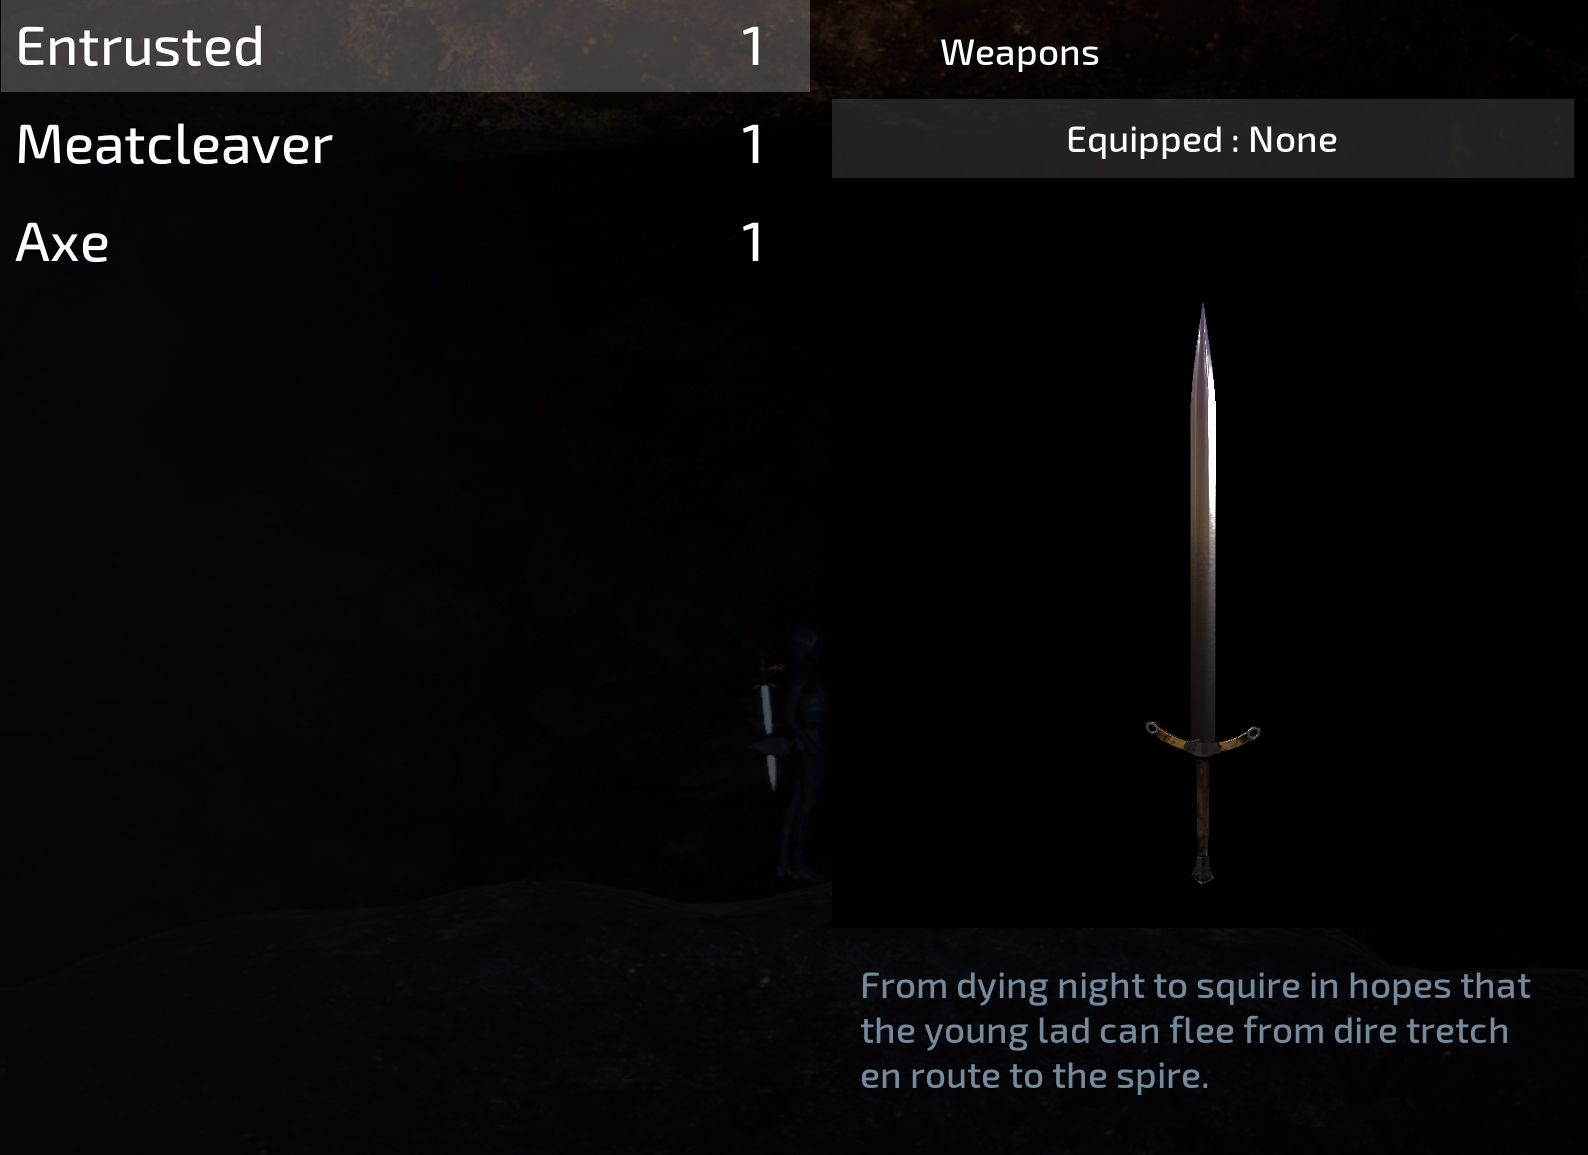 Entrusted 1
Meatcleaver 1
Axe 1
Weapons
Equipped : None
From dying night to squire in hopes that
the young lad can flee from dire tretch
en route to the spire.